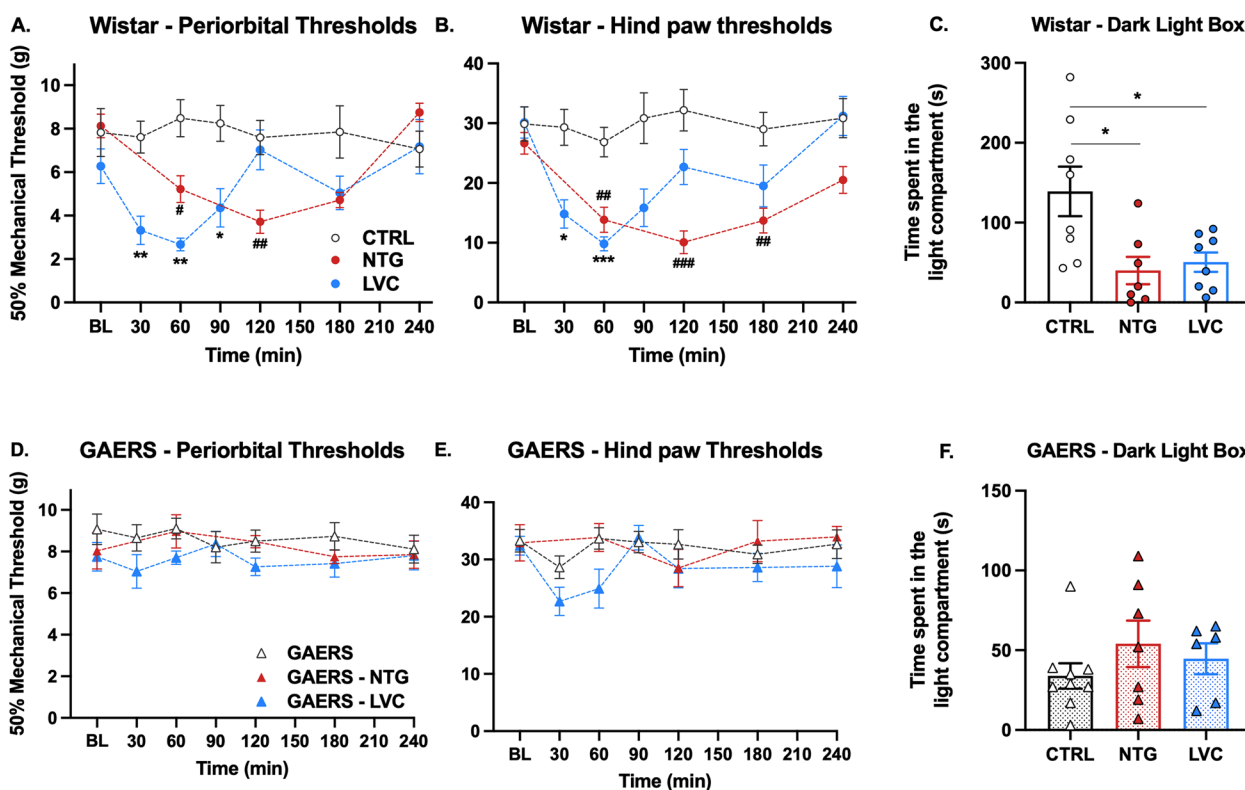 A. Wistar - Periorbital Thresholds
50% Mechanical Threshold (g)
10
8
6
4
2
0
#
##
**
**
*
CTRL
NTG
LVC
BL 30 60 90 120 150 180 210 240
Time (min)
B. Wistar - Hind paw thresholds
40
30
20
10
0
##
*
***
###
##
BL 30 60 90 120 150 180 210 240
Time (min)
C. Wistar - Dark Light Box
Time spent in the
light compartment (s)
300
200
100
0
*
*
CTRL NTG LVC
D. GAERS - Periorbital Thresholds
50% Mechanical Threshold (g)
10
8
6
4
2
0
GAERS
GAERS - NTG
GAERS - LVC
BL 30 60 90 120 150 180 210 240
Time (min)
E. GAERS - Hind paw Thresholds
40
30
20
10
0
BL 30 60 90 120 150 180 210 240
Time (min)
F. GAERS - Dark Light Box
Time spent in the
light compartment (s)
150
100
50
0
CTRL NTG LVC